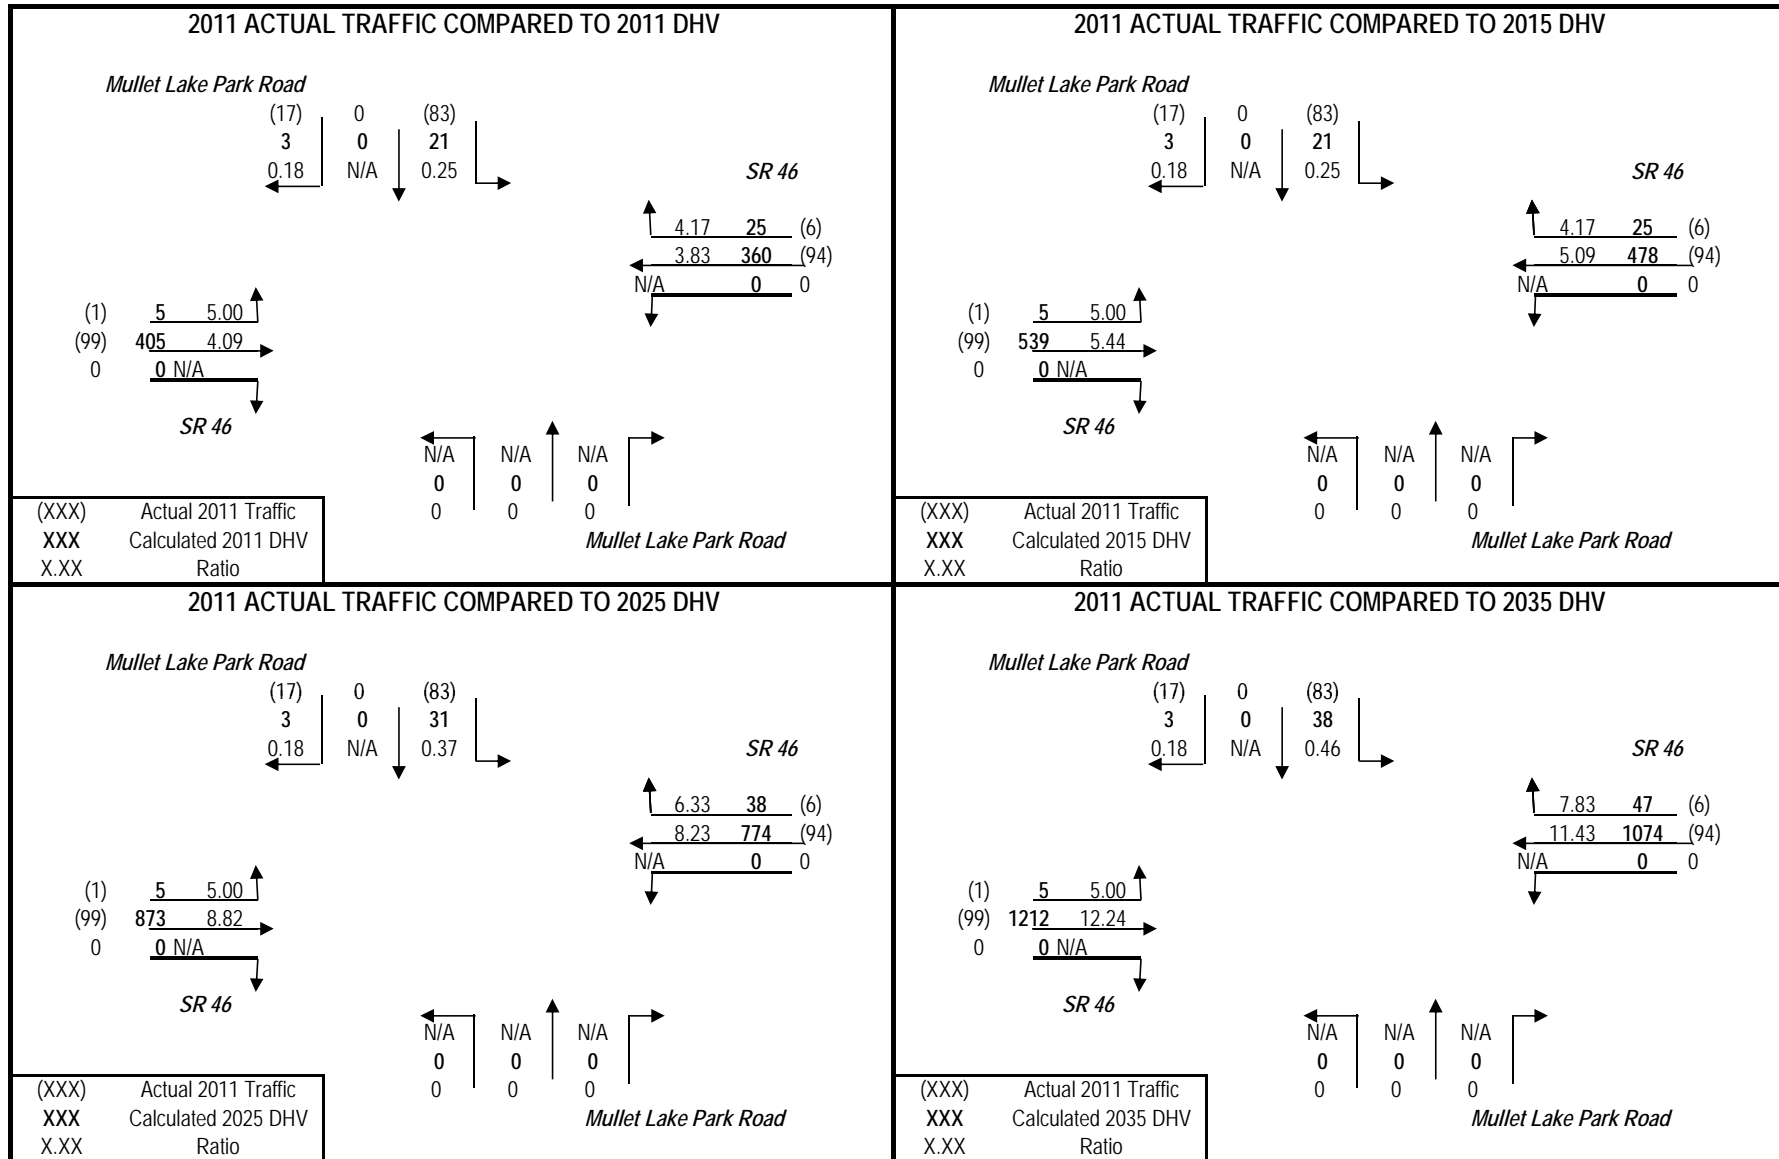 2011 ACTUAL TRAFFIC COMPARED TO 2011 DHV
Mullet Lake Park Road
(17) 0 (83)
3 0 21
0.18 N/A 0.25
SR 46
4.17 25 (6)
3.83 360 (94)
N/A 0 0
(1) 5 5.00
(99) 405 4.09
0 0 N/A
SR 46
N/A N/A N/A
0 0 0
0 0 0
Mullet Lake Park Road
(XXX) Actual 2011 Traffic
XXX Calculated 2011 DHV
X.XX Ratio
2011 ACTUAL TRAFFIC COMPARED TO 2015 DHV
Mullet Lake Park Road
(17) 0 (83)
3 0 21
0.18 N/A 0.25
SR 46
4.17 25 (6)
5.09 478 (94)
N/A 0 0
(1) 5 5.00
(99) 539 5.44
0 0 N/A
SR 46
N/A N/A N/A
0 0 0
0 0 0
Mullet Lake Park Road
(XXX) Actual 2011 Traffic
XXX Calculated 2015 DHV
X.XX Ratio
2011 ACTUAL TRAFFIC COMPARED TO 2025 DHV
Mullet Lake Park Road
(17) 0 (83)
3 0 31
0.18 N/A 0.37
SR 46
6.33 38 (6)
8.23 774 (94)
N/A 0 0
(1) 5 5.00
(99) 873 8.82
0 0 N/A
SR 46
N/A N/A N/A
0 0 0
0 0 0
Mullet Lake Park Road
(XXX) Actual 2011 Traffic
XXX Calculated 2025 DHV
X.XX Ratio
2011 ACTUAL TRAFFIC COMPARED TO 2035 DHV
Mullet Lake Park Road
(17) 0 (83)
3 0 38
0.18 N/A 0.46
SR 46
7.83 47 (6)
11.43 1074 (94)
N/A 0 0
(1) 5 5.00
(99) 1212 12.24
0 0 N/A
SR 46
N/A N/A N/A
0 0 0
0 0 0
Mullet Lake Park Road
(XXX) Actual 2011 Traffic
XXX Calculated 2035 DHV
X.XX Ratio